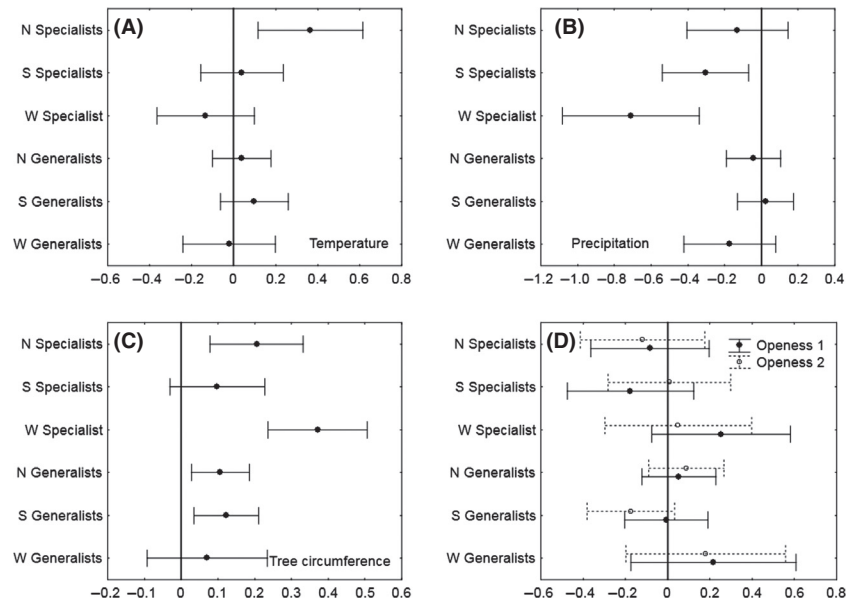 (A)
N Specialists
S Specialists
W Specialist
N Generalists
S Generalists
W Generalists
Temperature
−0.6 −0.4 −0.2 0 0.2 0.4 0.6 0.8
(B)
N Specialists
S Specialists
W Specialist
N Generalists
S Generalists
W Generalists
Precipitation
−1.2 −1.0 −0.8 −0.6 −0.4 −0.2 0 0.2 0.4
(C)
N Specialists
S Specialists
W Specialist
N Generalists
S Generalists
W Generalists
Tree circumference
−0.2 −0.1 0 0.1 0.2 0.3 0.4 0.5 0.6
(D)
Openess 1
Openess 2
N Specialists
S Specialists
W Specialist
N Generalists
S Generalists
W Generalists
−0.6 −0.4 −0.2 0 0.2 0.4 0.6 0.8